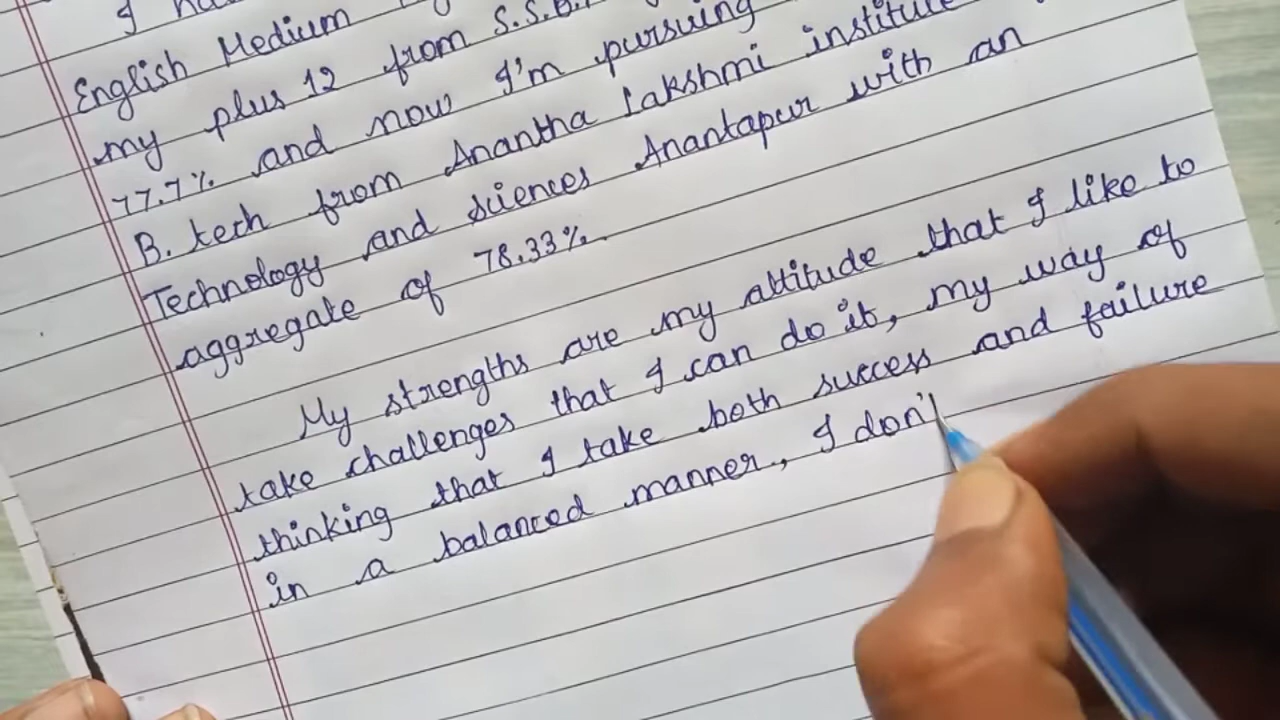 English Medium
my plus 12 from S.S.B.
77.7% and now I'm pursuing
B. tech from Anantha Lakshmi institute
Technology and sciences Anantapur with an
aggregate of 78.33%.
My strengths are my attitude that I like to
take challenges that I can do it, my way of
thinking that I take both success and failure
in a balanced manner, I don'